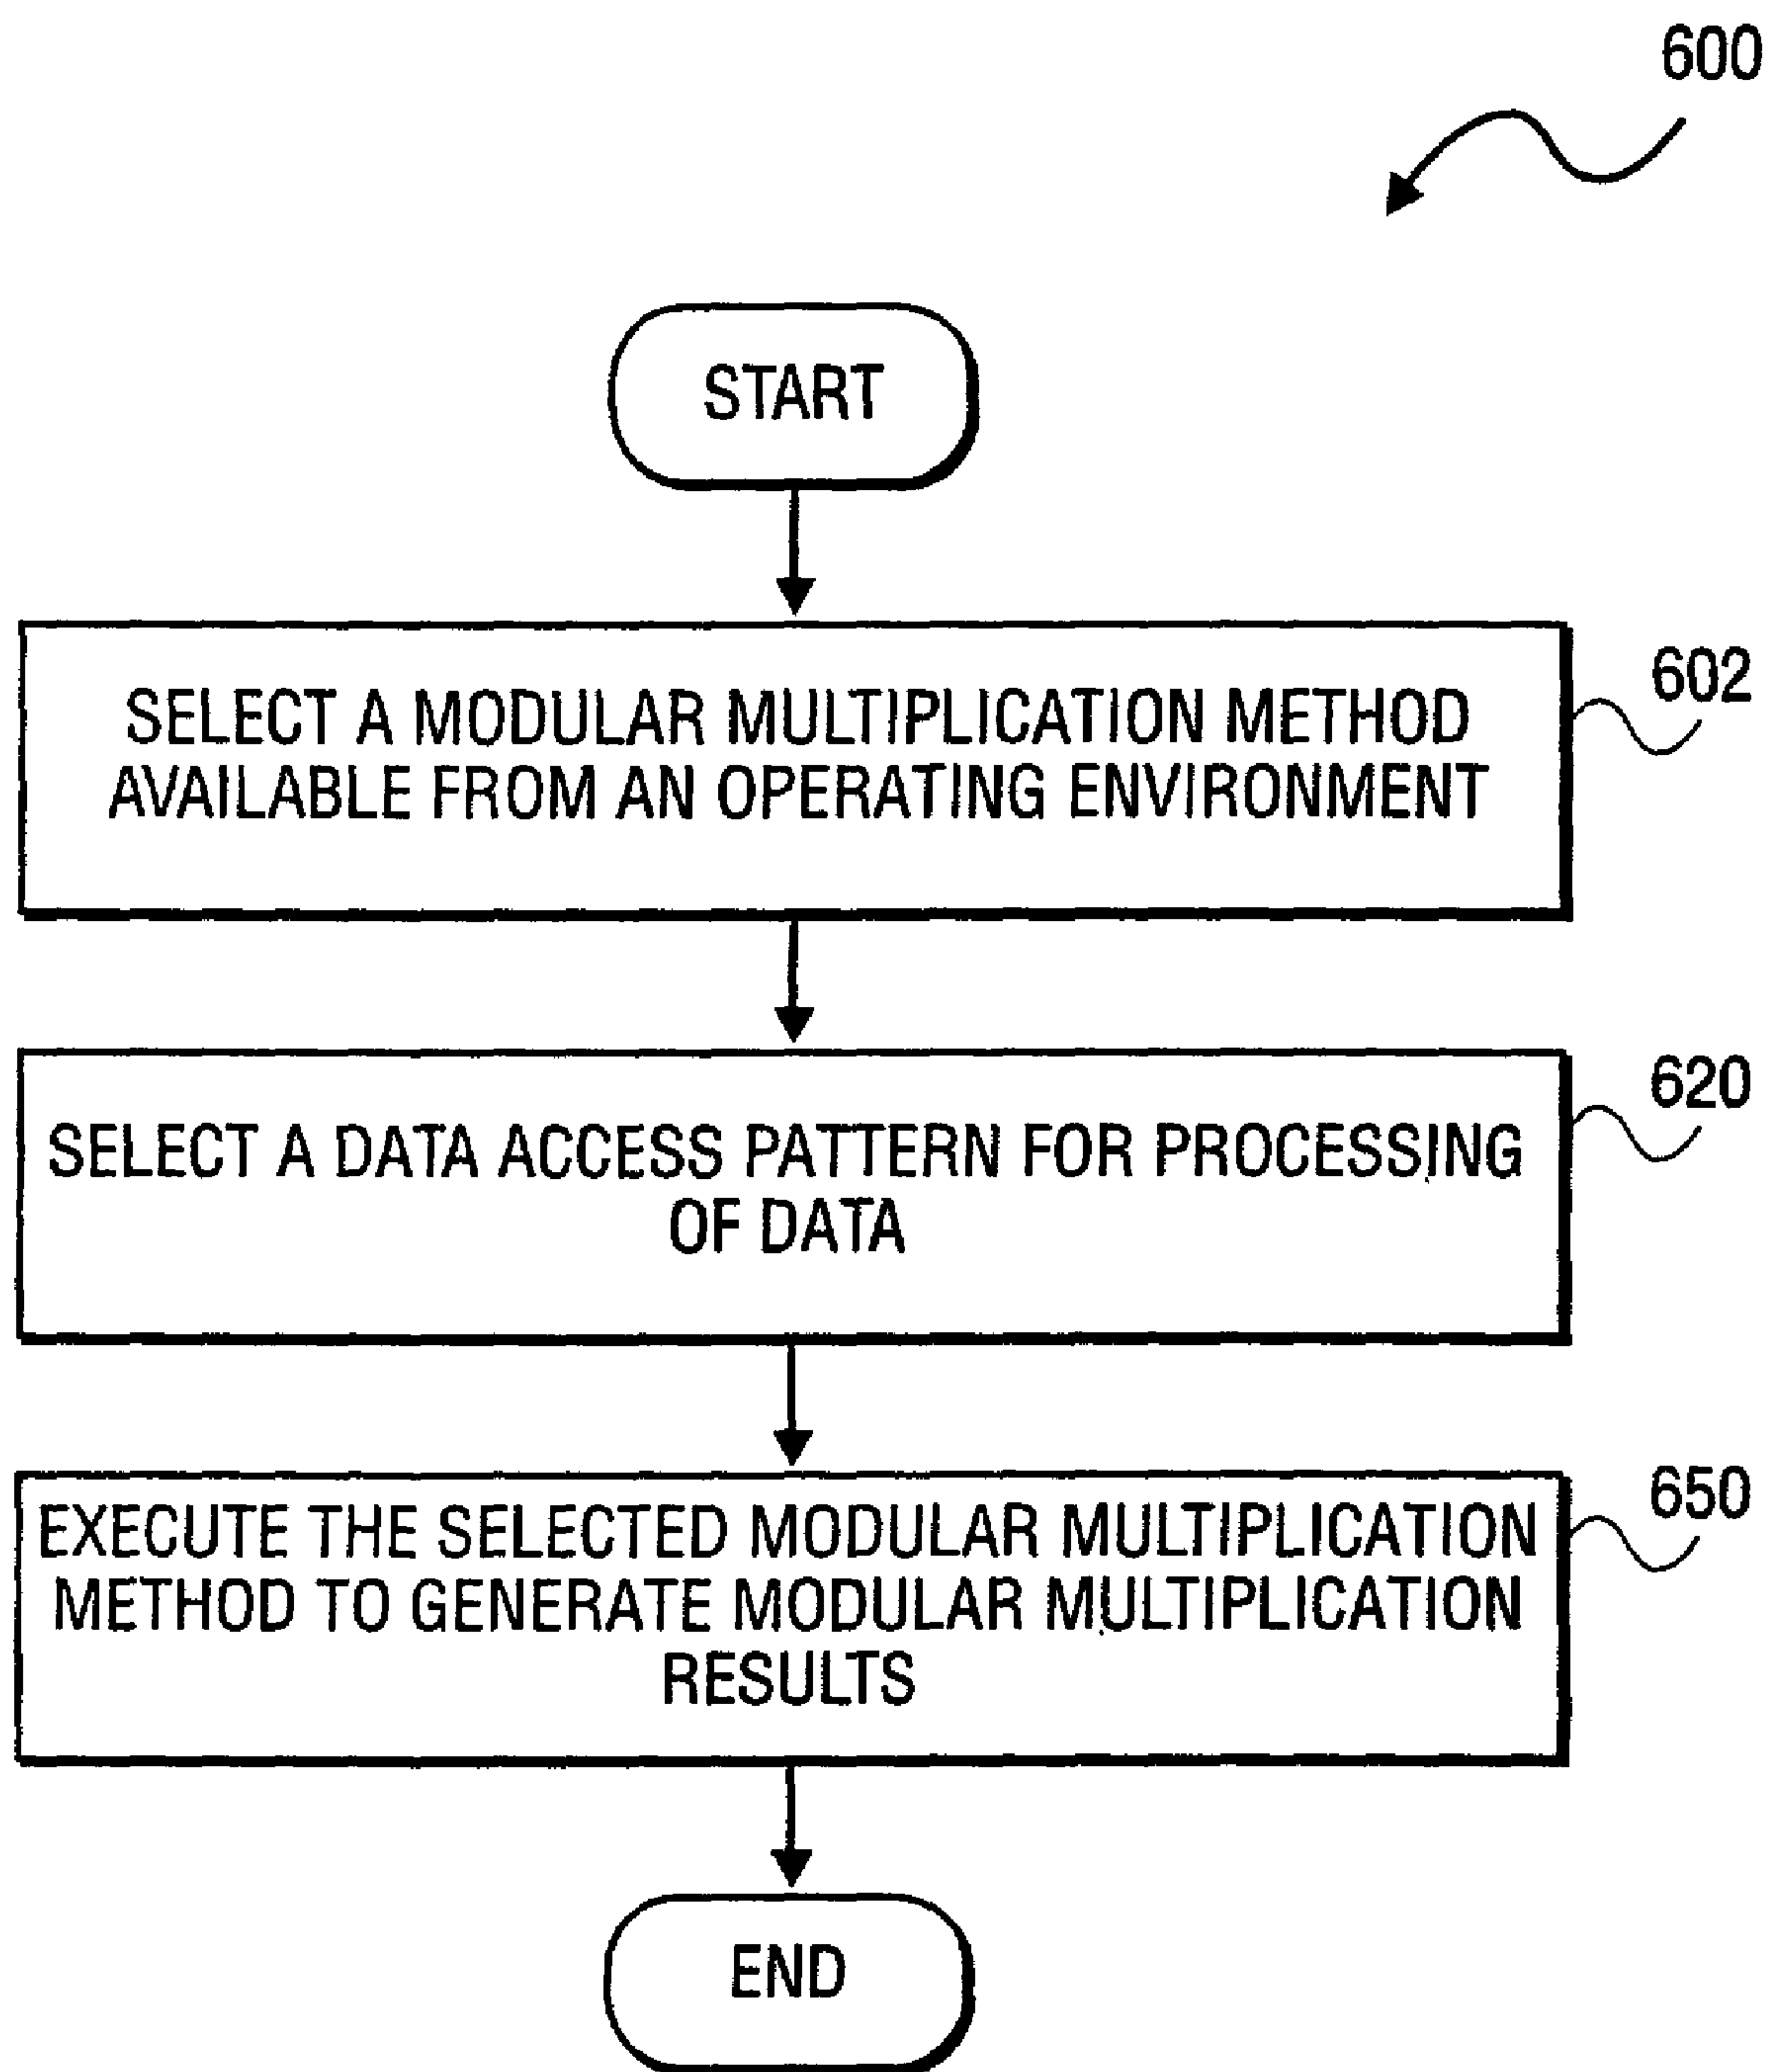 600
START
SELECT A MODULAR MULTIPLICATION METHOD
AVAILABLE FROM AN OPERATING ENVIRONMENT
602
SELECT A DATA ACCESS PATTERN FOR PROCESSING
OF DATA
620
EXECUTE THE SELECTED MODULAR MULTIPLICATION
METHOD TO GENERATE MODULAR MULTIPLICATION
RESULTS
650
END